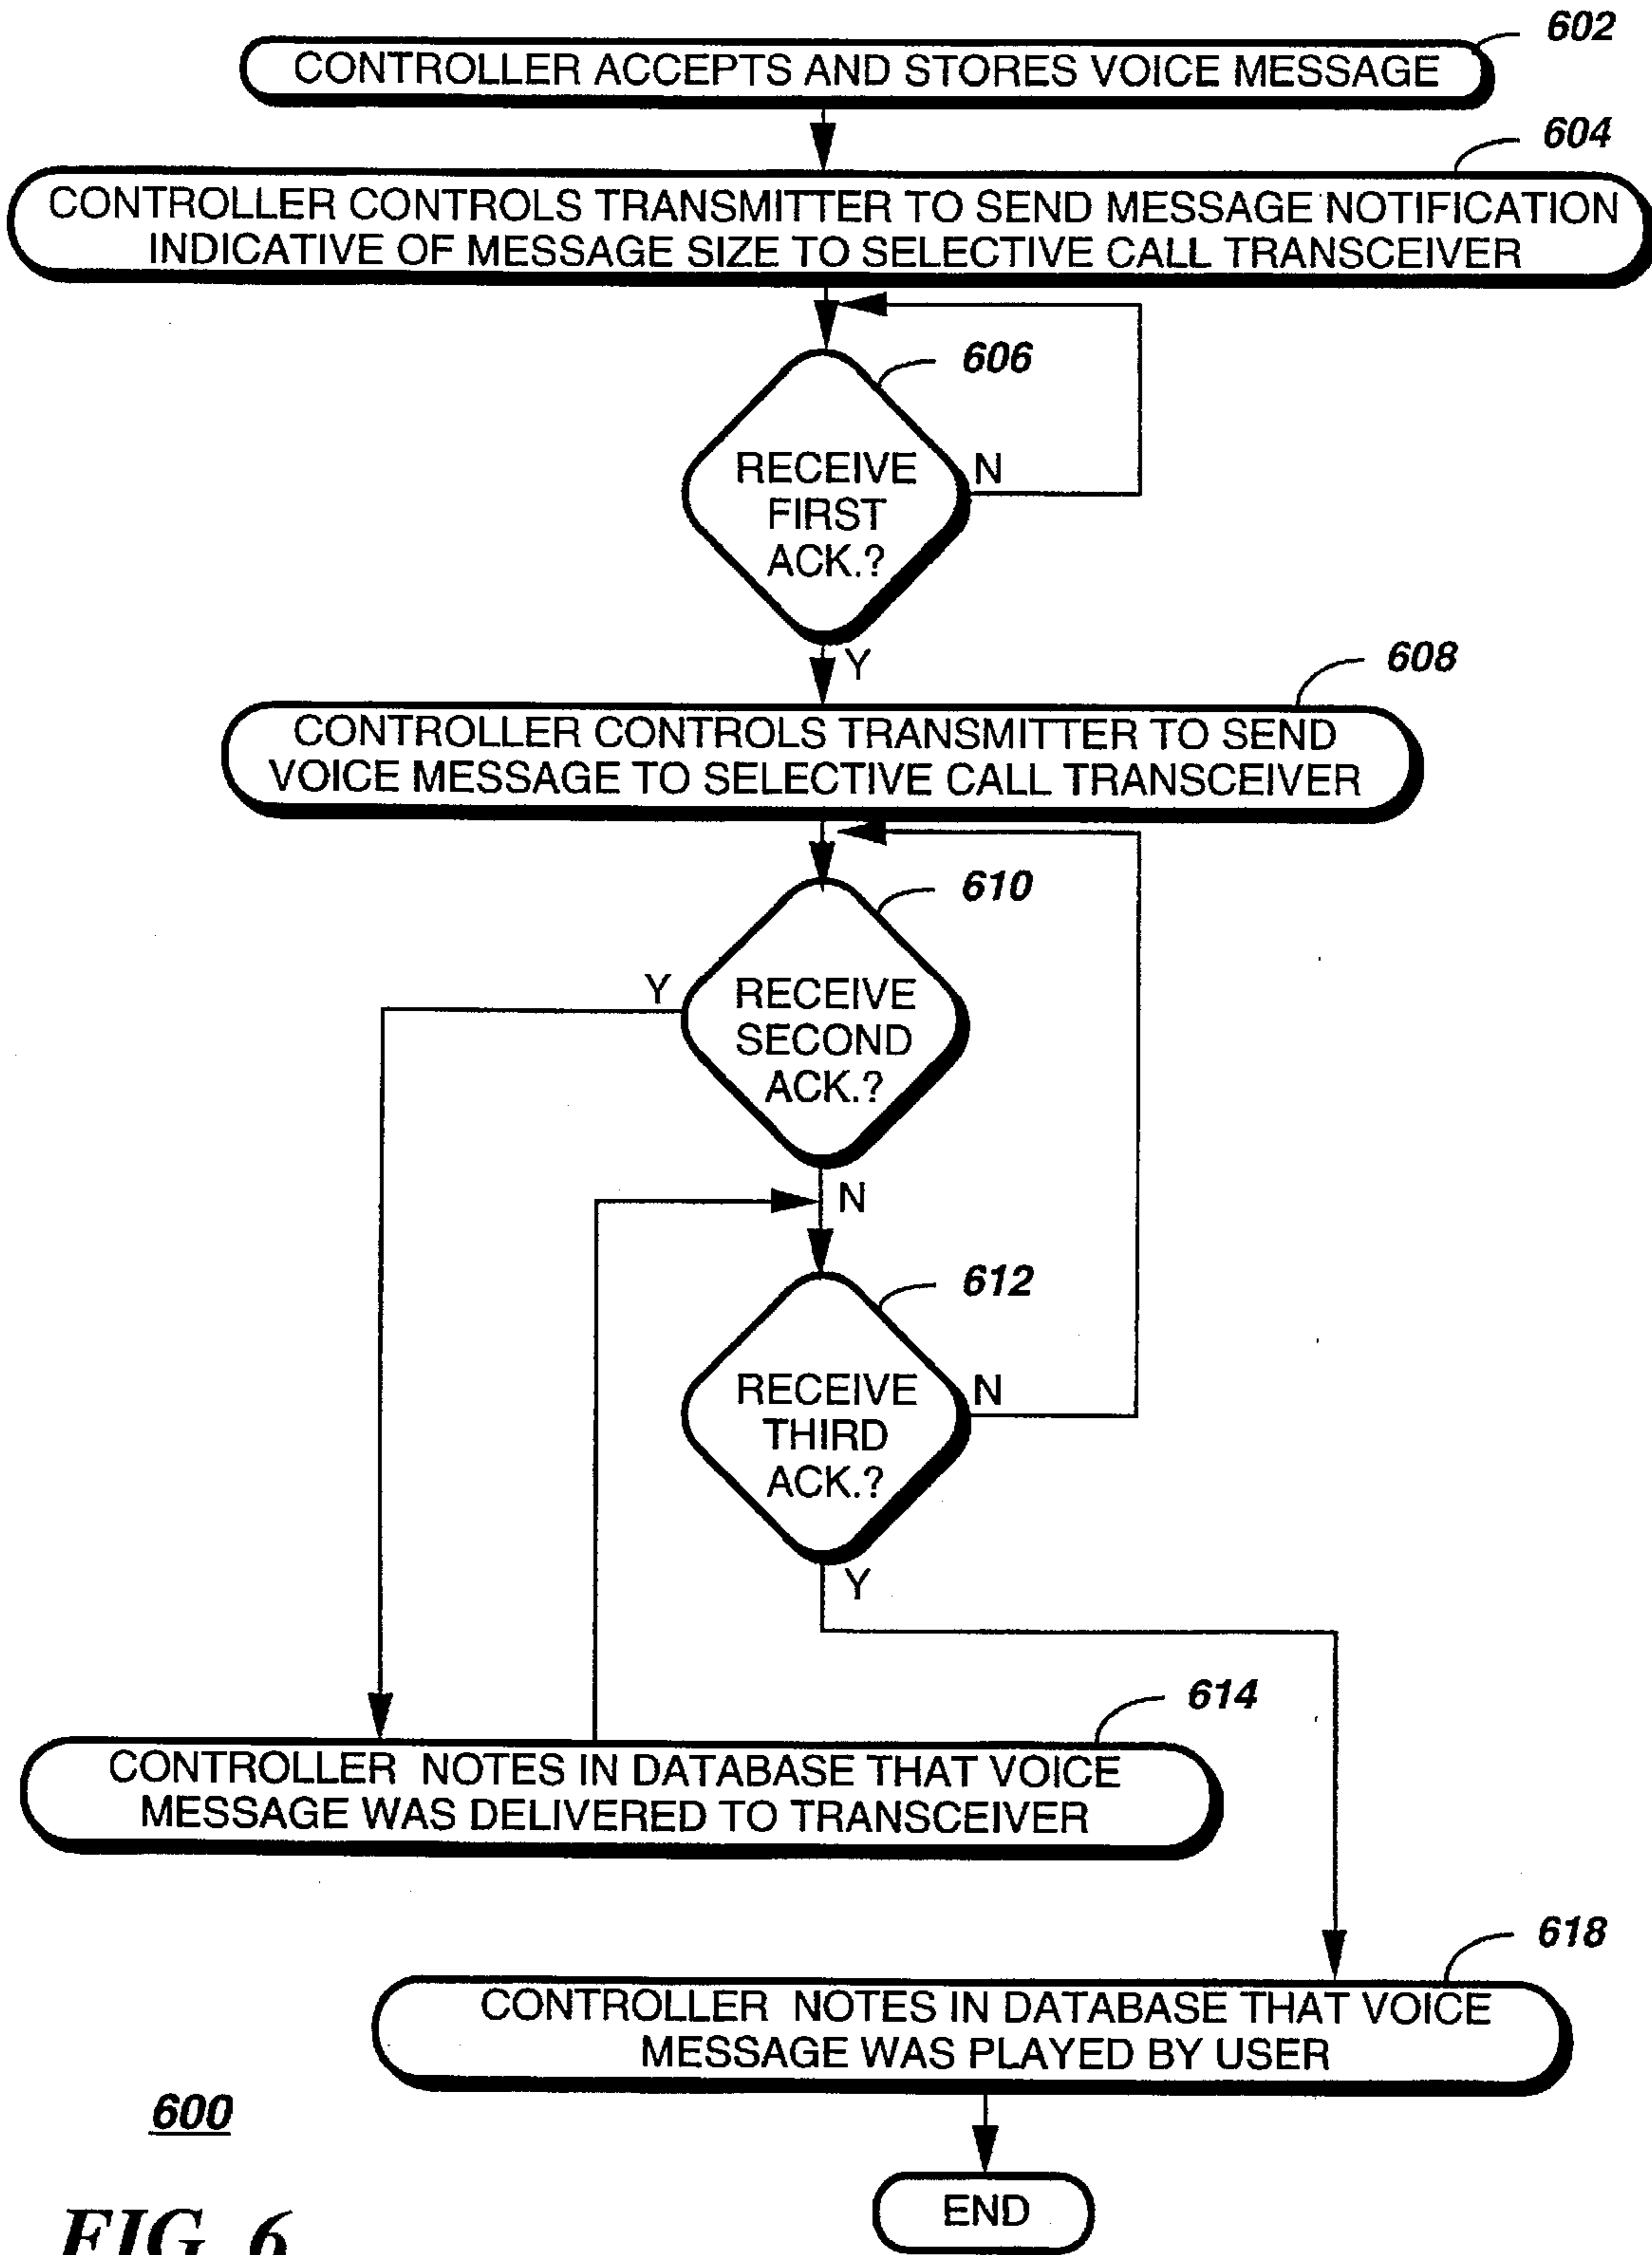 602
CONTROLLER ACCEPTS AND STORES VOICE MESSAGE
604
CONTROLLER CONTROLS TRANSMITTER TO SEND MESSAGE NOTIFICATION
INDICATIVE OF MESSAGE SIZE TO SELECTIVE CALL TRANSCEIVER
606
RECEIVE
FIRST
ACK.?
N
Y
608
CONTROLLER CONTROLS TRANSMITTER TO SEND
VOICE MESSAGE TO SELECTIVE CALL TRANSCEIVER
610
Y
RECEIVE
SECOND
ACK.?
N
612
RECEIVE
THIRD
ACK.?
N
Y
614
CONTROLLER NOTES IN DATABASE THAT VOICE
MESSAGE WAS DELIVERED TO TRANSCEIVER
618
CONTROLLER NOTES IN DATABASE THAT VOICE
MESSAGE WAS PLAYED BY USER
600
END
FIG. 6